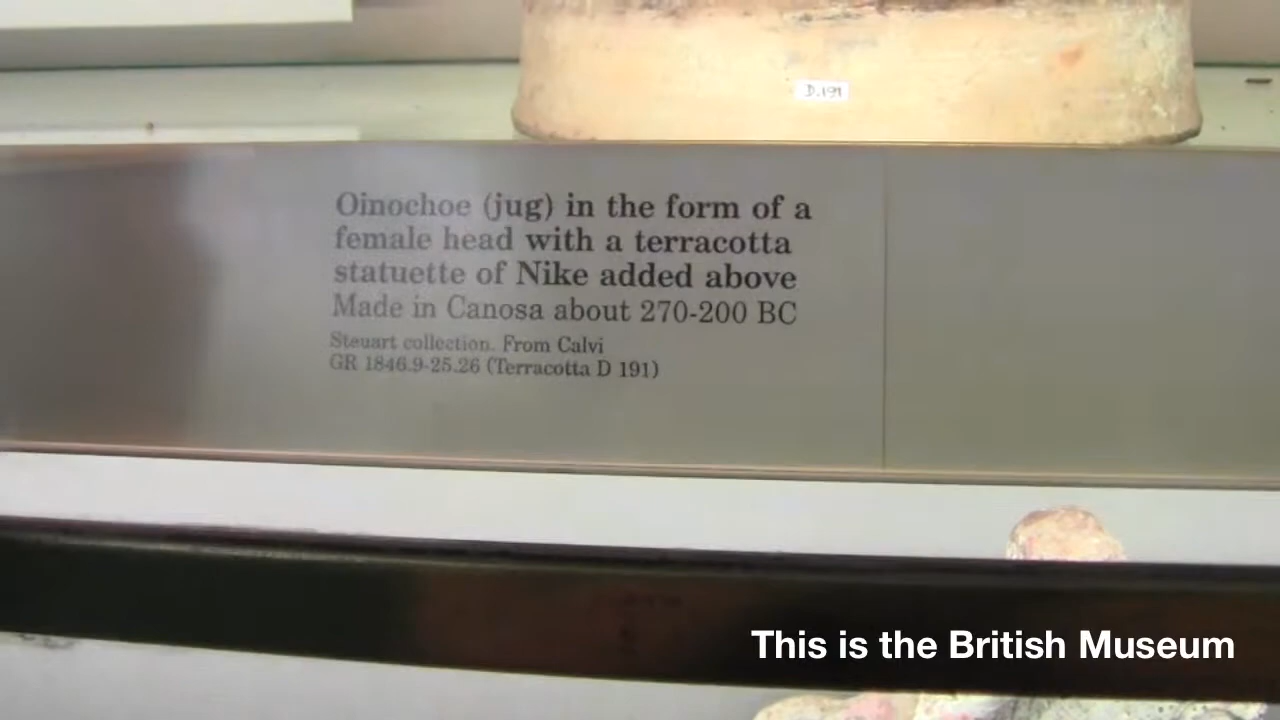 D.191
Oinochoe (jug) in the form of a
female head with a terracotta
statuette of Nike added above
Made in Canosa about 270-200 BC
Steuart collection. From Calvi
GR 1846.9-25.26 (Terracotta D 191)
This is the British Museum